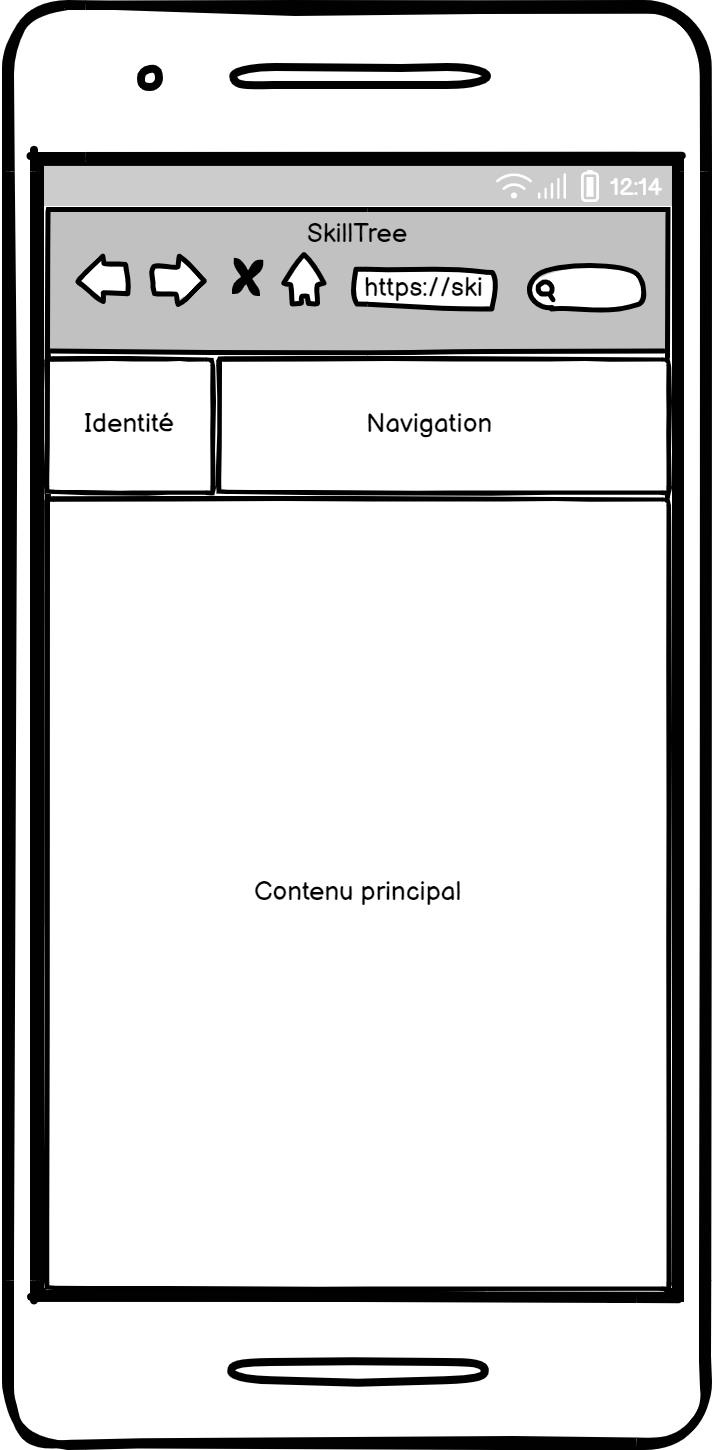 12:14
SkillTree
https://ski
Identité
Navigation
Contenu principal